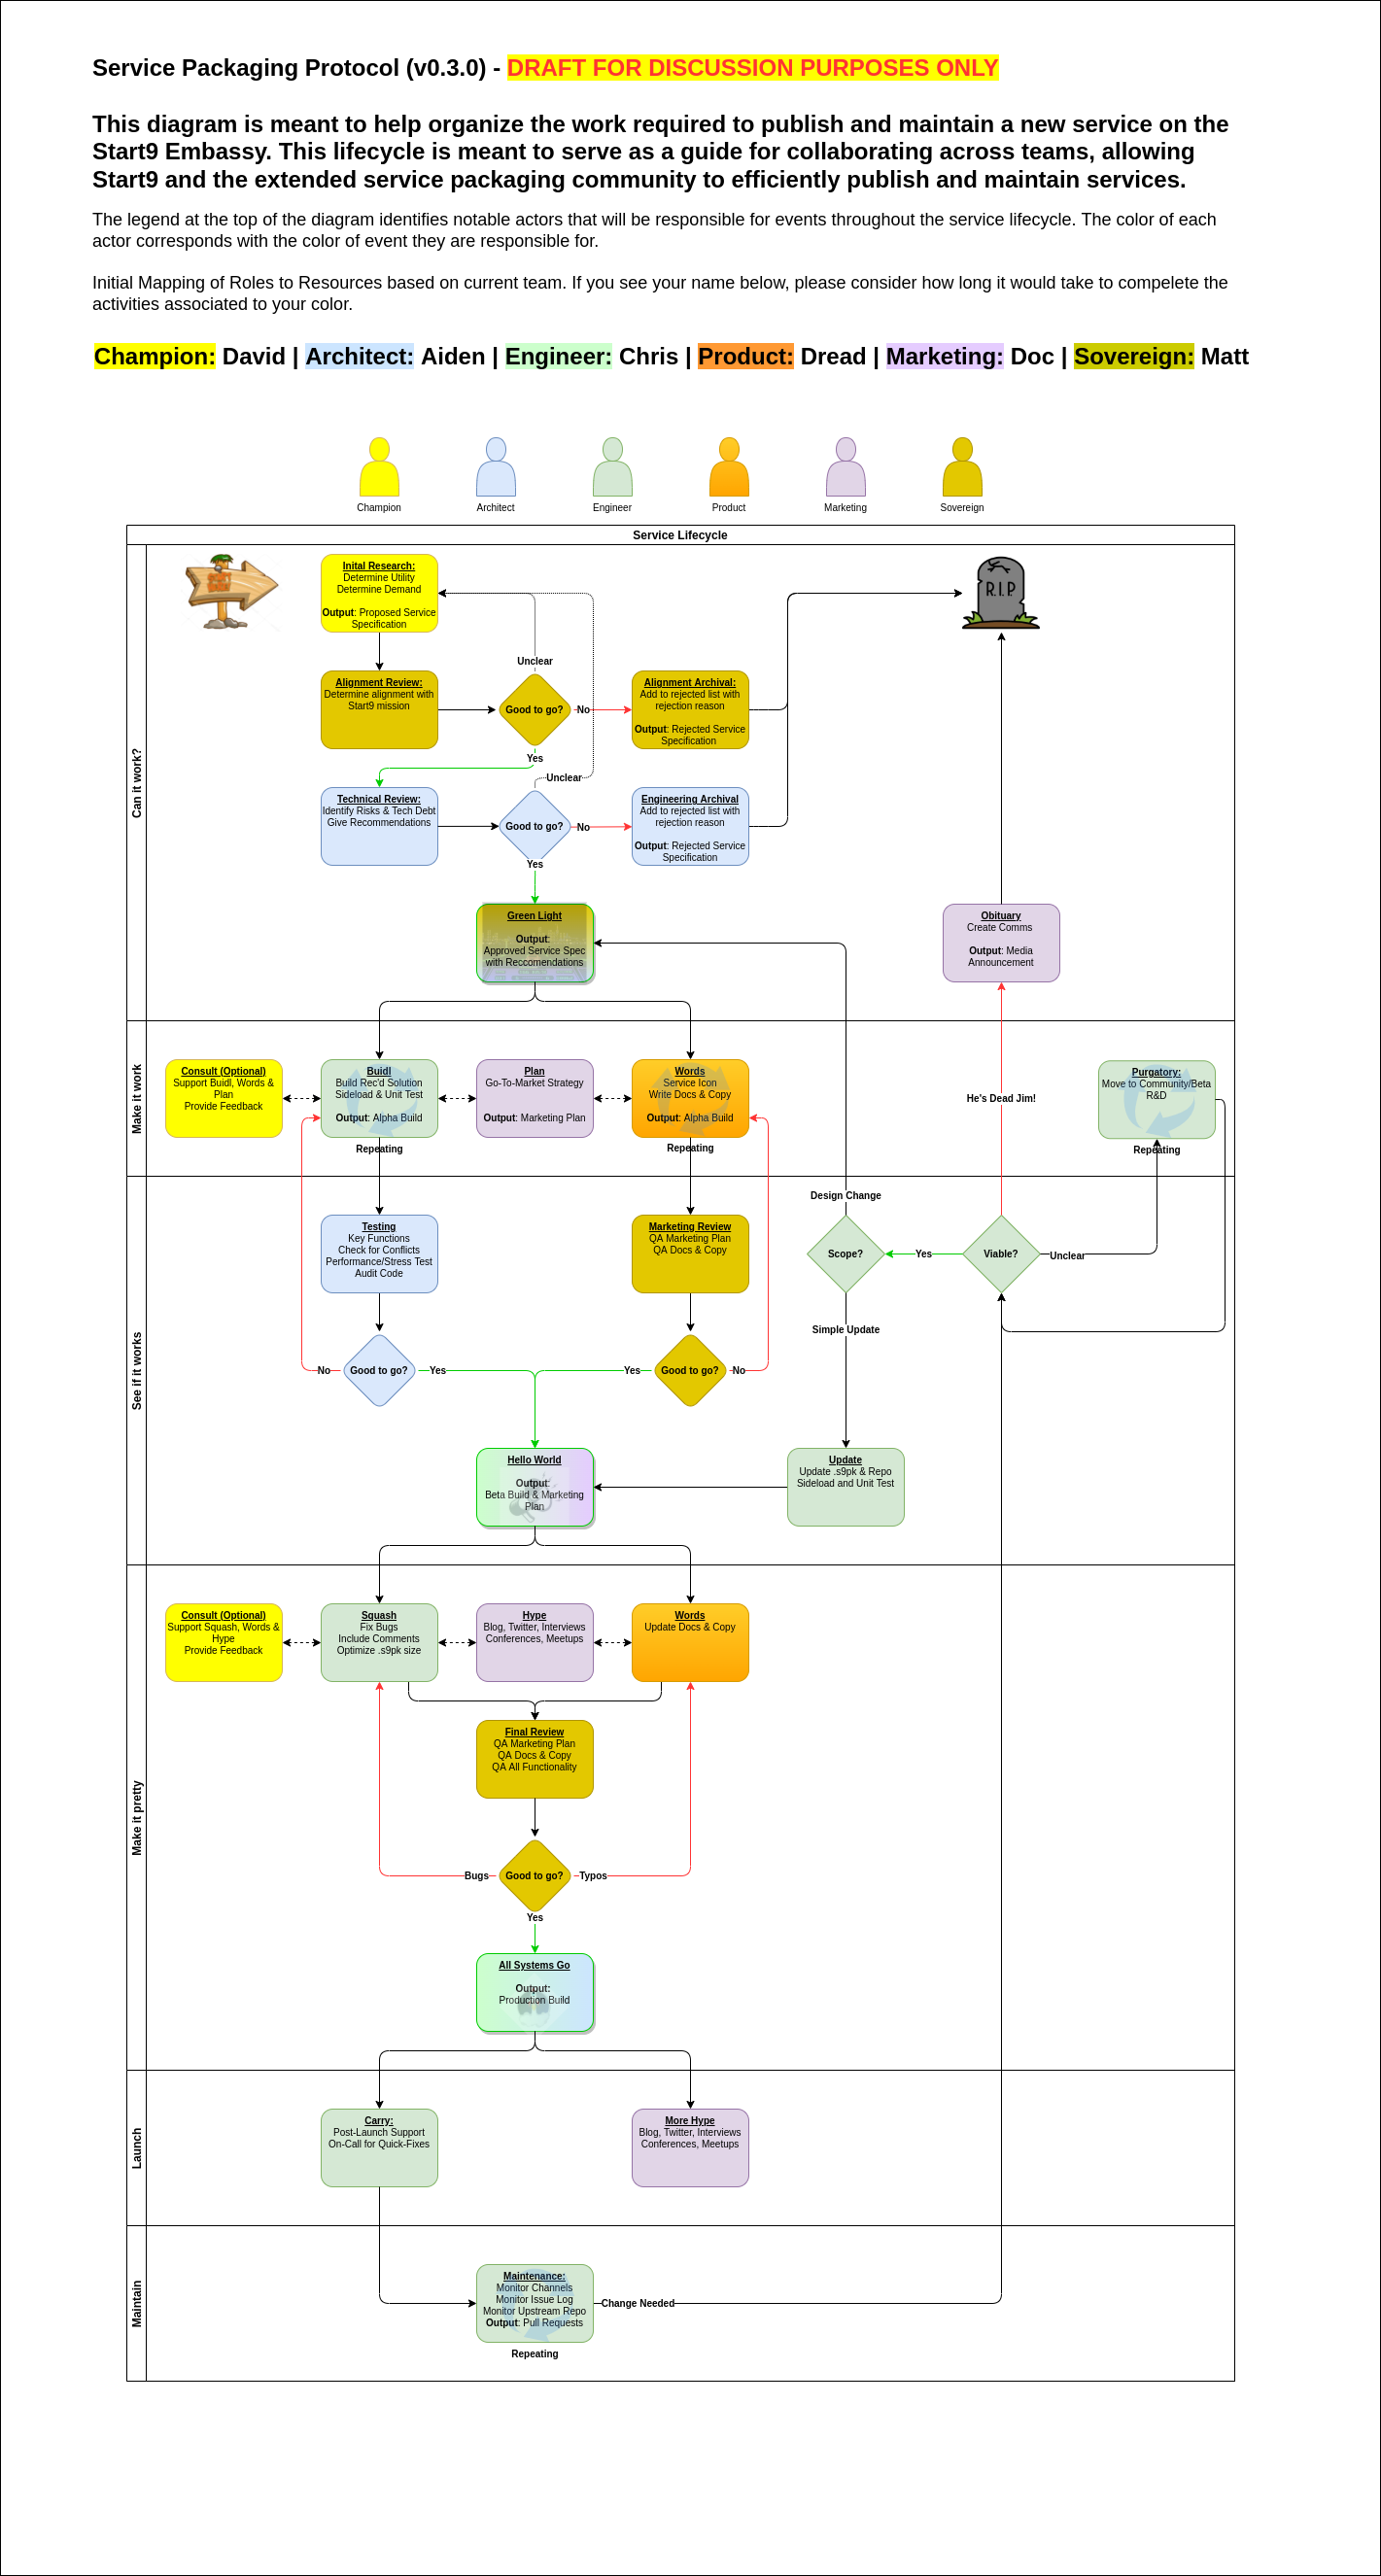 Service Packaging Protocol (v0.3.0) - DRAFT FOR DISCUSSION PURPOSES ONLY
This diagram is meant to help organize the work required to publish and maintain a new service on the
Start9 Embassy. This lifecycle is meant to serve as a guide for collaborating across teams, allowing
Start9 and the extended service packaging community to efficiently publish and maintain services.
The legend at the top of the diagram identifies notable actors that will be responsible for events throughout the service lifecycle. The color of each
actor corresponds with the color of event they are responsible for.
Initial Mapping of Roles to Resources based on current team. If you see your name below, please consider how long it would take to compelete the
activities associated to your color.
Champion: David | Architect: Aiden | Engineer: Chris | Product: Dread | Marketing: Doc | Sovereign: Matt
Champion
Architect
Engineer
Product
Marketing
Sovereign
Service Lifecycle
Can it work?
Inital Research:
Determine Utility
Determine Demand
Output: Proposed Service
Specification
R.I.P
Unclear
Alignment Review:
Determine alignment with
Start9 mission
Good to go?
No
Alignment Archival:
Add to rejected list with
rejection reason
Output: Rejected Service
Specification
Yes
Unclear
Technical Review:
Identify Risks & Tech Debt
Give Recommendations
Good to go?
No
Engineering Archival
Add to rejected list with
rejection reason
Output: Rejected Service
Specification
Yes
Green Light
Output:
Approved Service Spec
with Reccomendations
Obituary
Create Comms
Output: Media
Announcement
Make it work
Consult (Optional)
Support Buidl, Words &
Plan
Provide Feedback
Buidl
Build Rec'd Solution
Sideload & Unit Test
Output: Alpha Build
Repeating
Plan
Go-To-Market Strategy
Output: Marketing Plan
Words
Service Icon
Write Docs & Copy
Output: Alpha Build
Repeating
He's Dead Jim!
Purgatory:
Move to Community/Beta
R&D
Repeating
See if it works
Design Change
Testing
Key Functions
Check for Conflicts
Performance/Stress Test
Audit Code
Marketing Review
QA Marketing Plan
QA Docs & Copy
Scope?
Yes
Viable?
Unclear
Simple Update
No
Good to go?
Yes
Yes
Good to go?
No
Hello World
Output:
Beta Build & Marketing
Plan
Update
Update .s9pk & Repo
Sideload and Unit Test
Make it pretty
Consult (Optional)
Support Squash, Words &
Hype
Provide Feedback
Squash
Fix Bugs
Include Comments
Optimize .s9pk size
Hype
Blog, Twitter, Interviews
Conferences, Meetups
Words
Update Docs & Copy
Final Review
QA Marketing Plan
QA Docs & Copy
QA All Functionality
Bugs
Good to go?
Typos
Yes
All Systems Go
Output:
Production Build
Launch
Carry:
Post-Launch Support
On-Call for Quick-Fixes
More Hype
Blog, Twitter, Interviews
Conferences, Meetups
Maintain
Maintenance:
Monitor Channels
Monitor Issue Log
Monitor Upstream Repo
Output: Pull Requests
Repeating
Change Needed